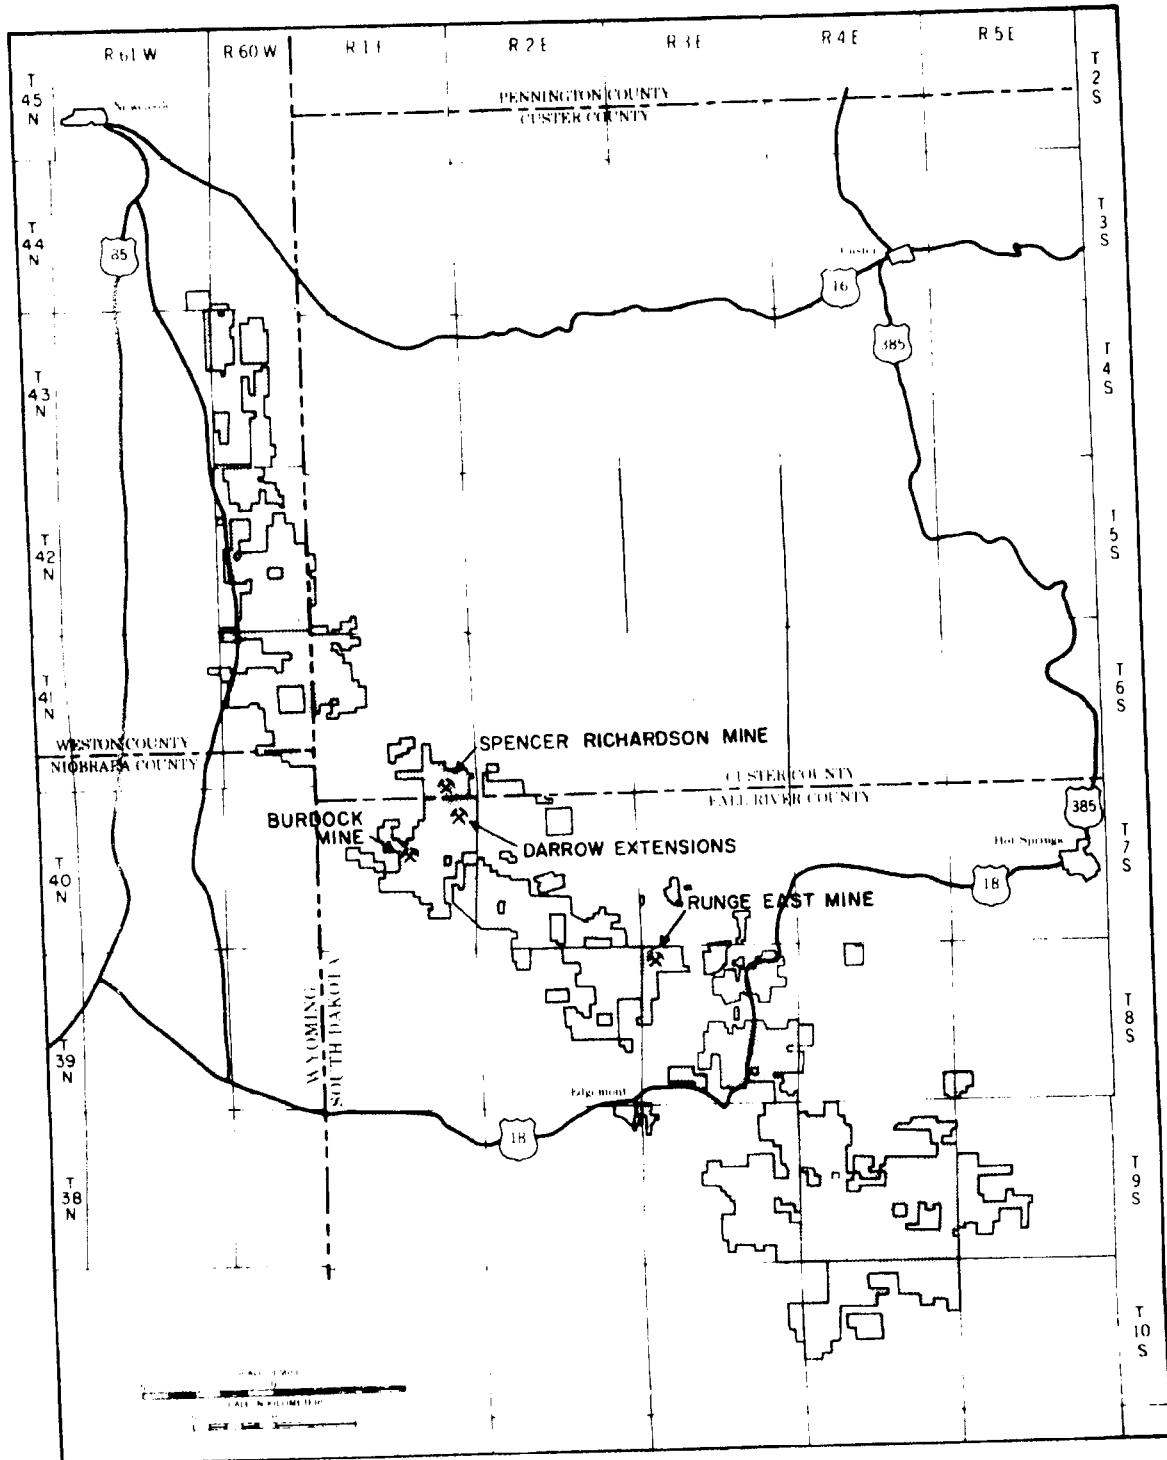 R 61 W
R 60 W
R 1 E
R 2 E
R 3 E
R 4 E
R 5 E
T
45
N
T
2
S
PENNINGTON COUNTY
CUSTER COUNTY
T
44
N
T
3
S
85
Custer
16
385
T
43
N
T
4
S
T
42
N
T
5
S
T
41
N
T
6
S
WESTON COUNTY
NIOBRARA COUNTY
SPENCER RICHARDSON MINE
CUSTER COUNTY
FALL RIVER COUNTY
385
BURDOCK
MINE
DARROW EXTENSIONS
Hot Springs
T
7
S
T
40
N
18
RUNGE EAST MINE
WYOMING
SOUTH DAKOTA
T
8
S
T
39
N
Edgemont
18
T
38
N
T
9
S
T
10
S